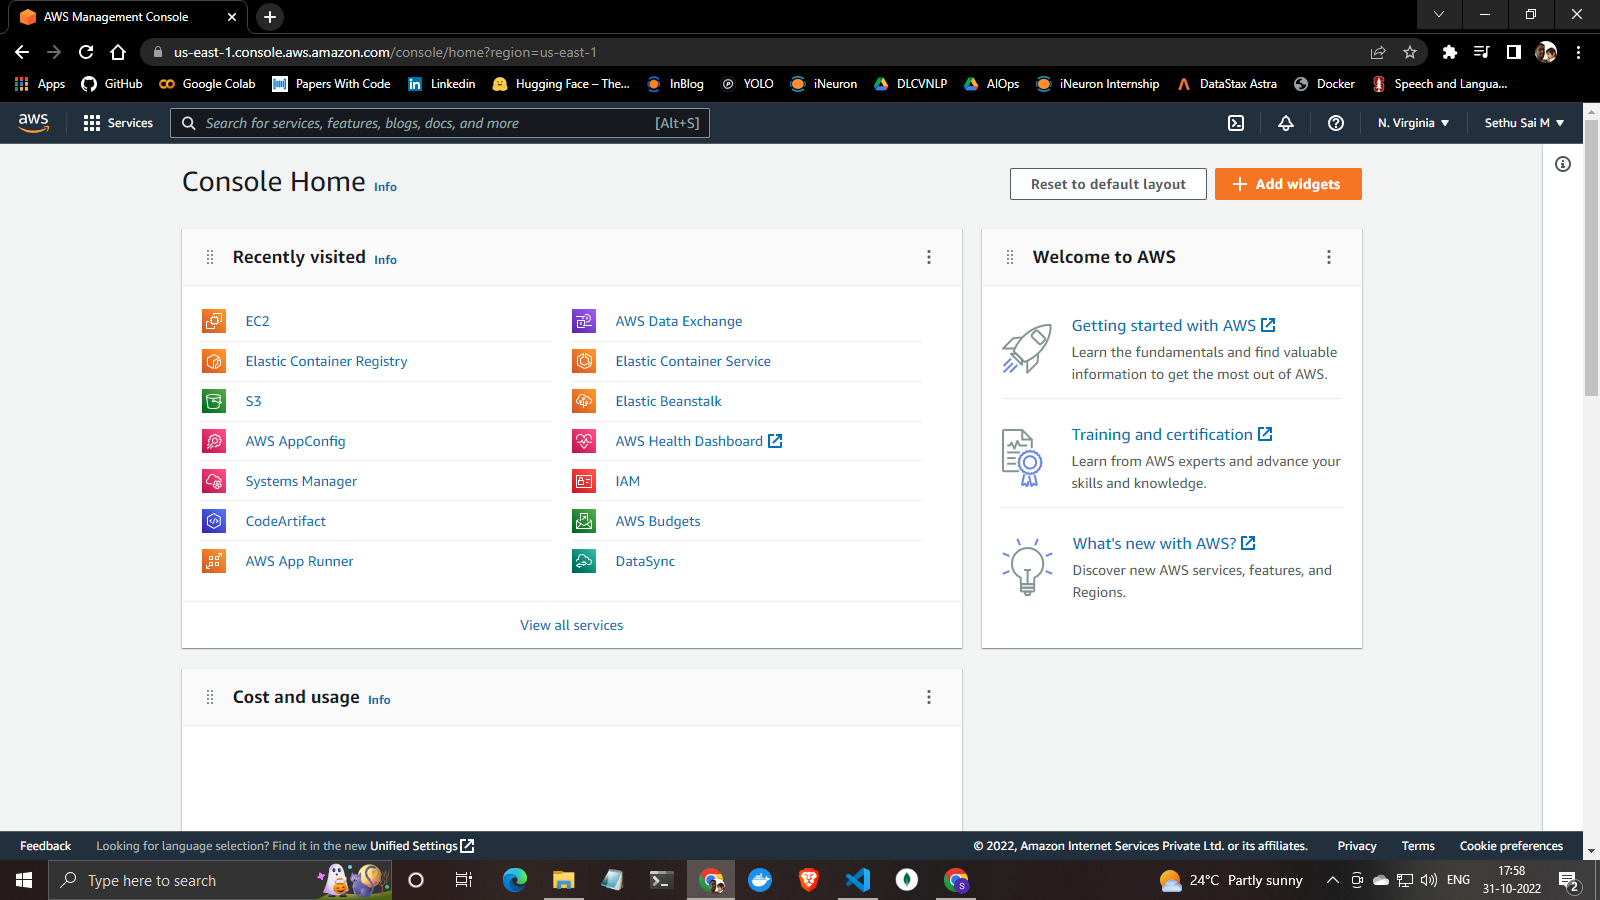 AWS Management Console
us-east-1.console.aws.amazon.com/console/home?region=us-east-1
Apps GitHub Google Colab Papers With Code Linkedin Hugging Face – The... InBlog YOLO iNeuron DLCVNLP AIOps iNeuron Internship DataStax Astra Docker Speech and Langua...
aws Services Search for services, features, blogs, docs, and more [Alt+S] N. Virginia Sethu Sai M
Console Home Info Reset to default layout Add widgets
Recently visited Info
EC2 AWS Data Exchange
Elastic Container Registry Elastic Container Service
S3 Elastic Beanstalk
AWS AppConfig AWS Health Dashboard
Systems Manager IAM
CodeArtifact AWS Budgets
AWS App Runner DataSync
View all services
Welcome to AWS
Getting started with AWS
Learn the fundamentals and find valuable
information to get the most out of AWS.
Training and certification
Learn from AWS experts and advance your
skills and knowledge.
What's new with AWS?
Discover new AWS services, features, and
Regions.
Cost and usage Info
Feedback Looking for language selection? Find it in the new Unified Settings © 2022, Amazon Internet Services Private Ltd. or its affiliates. Privacy Terms Cookie preferences
Type here to search 24°C Partly sunny ENG 17:58
31-10-2022 2